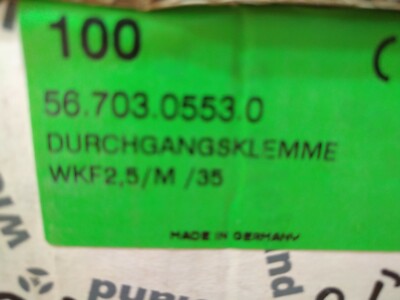 100
56.703.0553.0
DURCHGANGSKLEMME
WKF2,5/M /35
MADE IN GERMANY